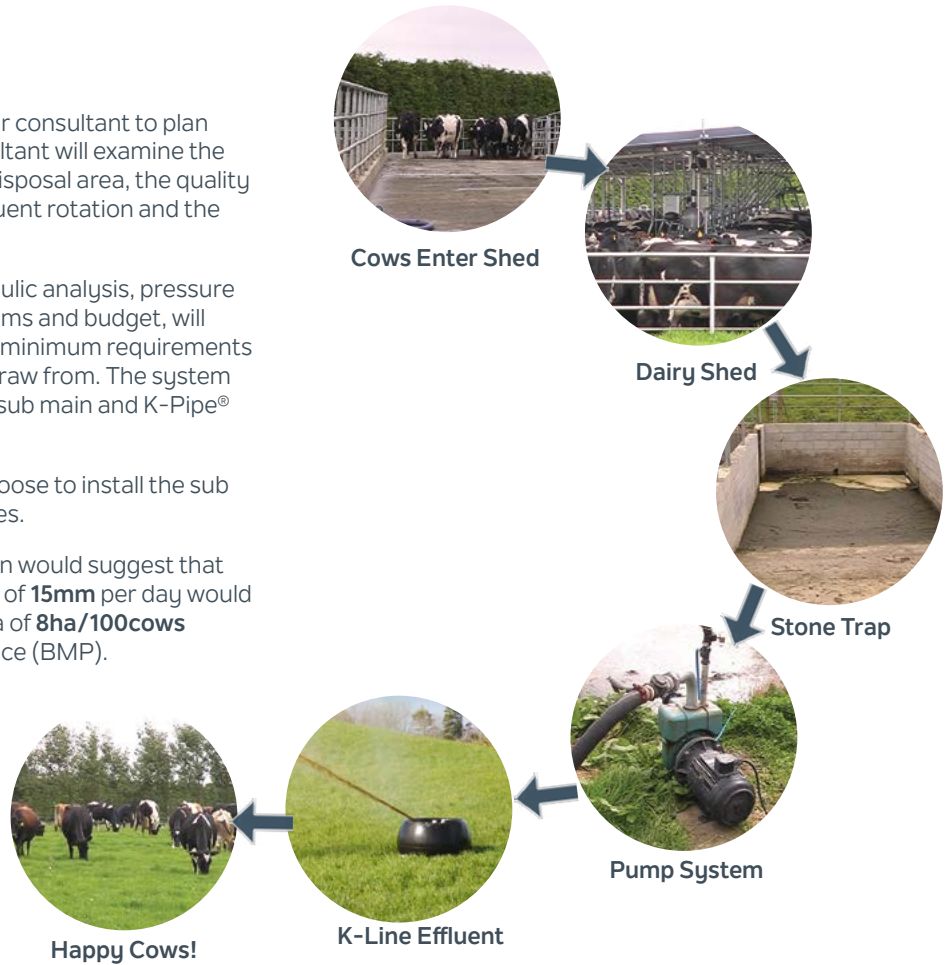 r consultant to plan
ltant will examine the
isposal area, the quality
uent rotation and the
ulic analysis, pressure
ms and budget, will
minimum requirements
raw from. The system
sub main and K-Pipe®
oose to install the sub
es.
n would suggest that
of 15mm per day would
a of 8ha/100cows
ce (BMP).
Cows Enter Shed
Dairy Shed
Stone Trap
Pump System
K-Line Effluent
Happy Cows!